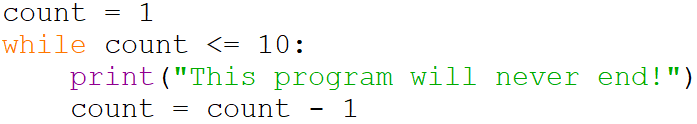 count = 1
while count <= 10:
    print("This program will never end!")
    count = count - 1